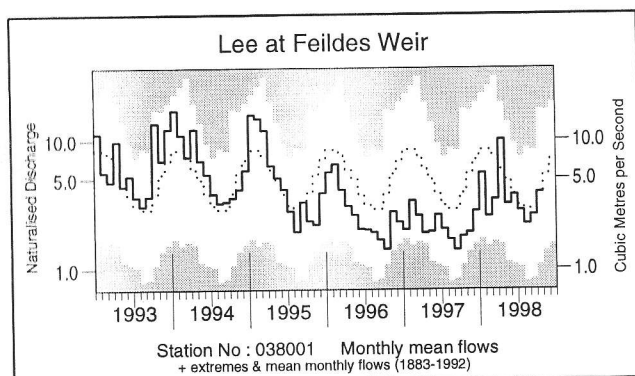 Lee at Feildes Weir
Naturalised Discharge
10.0
5.0
1.0
10.0
5.0
1.0
Cubic Metres per Second
1993 1994 1995 1996 1997 1998
Station No : 038001 Monthly mean flows
+ extremes & mean monthly flows (1883-1992)